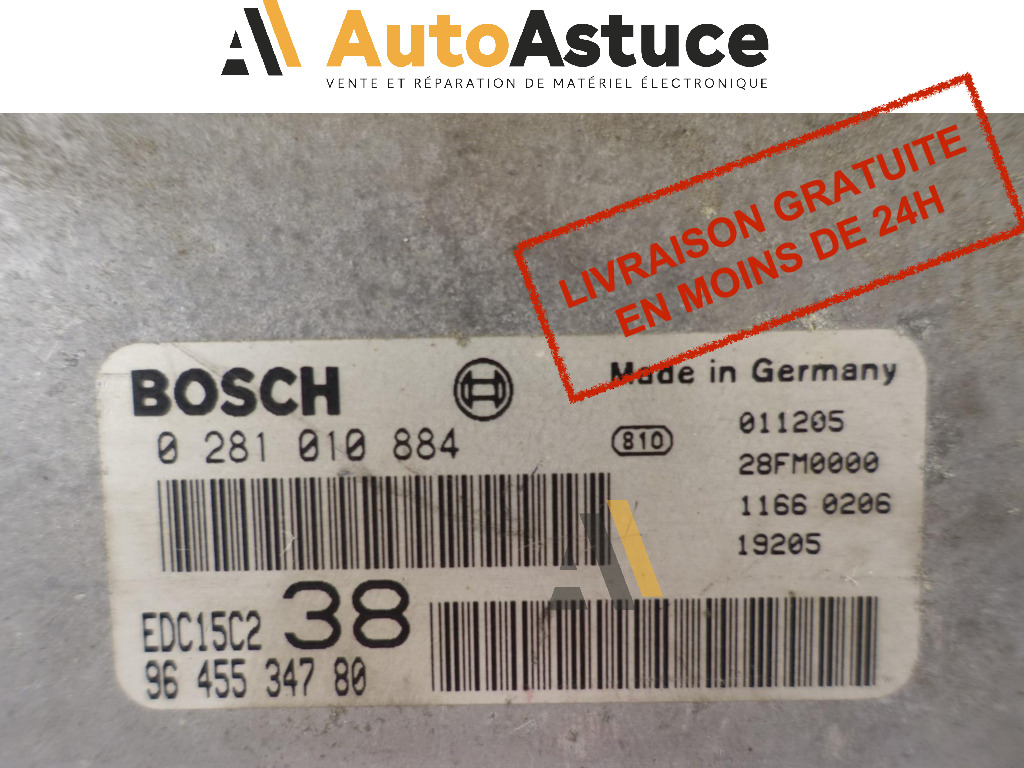 AutoAstuce
VENTE ET RÉPARATION DE MATÉRIEL ÉLECTRONIQUE
LIVRAISON GRATUITE
EN MOINS DE 24H
BOSCH
Made in Germany
0 281 010 884
810
011205
28FM0000
1166 0206
19205
EDC15C2 38
96 455 347 80